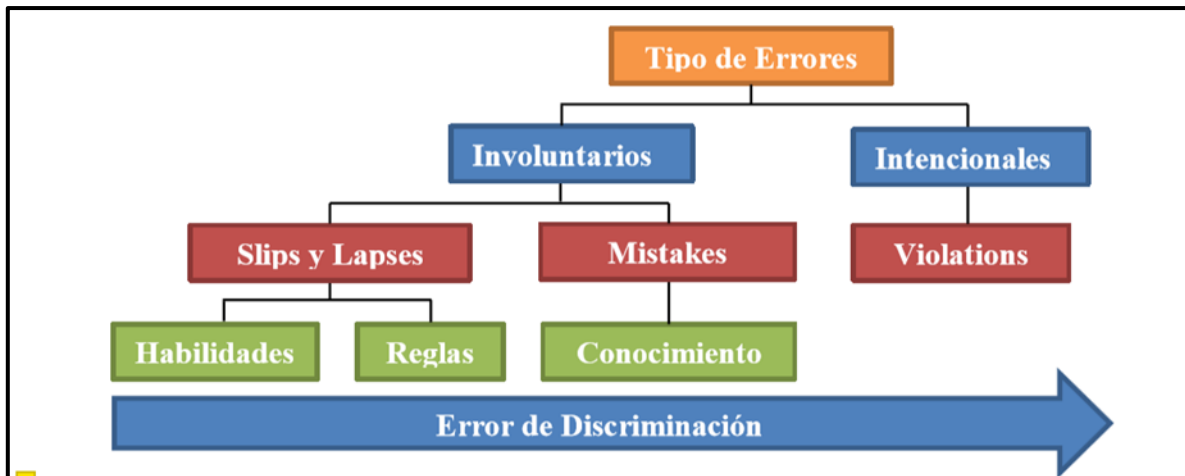 Tipo de Errores
Involuntarios
Intencionales
Slips y Lapses
Mistakes
Violations
Habilidades
Reglas
Conocimiento
Error de Discriminación